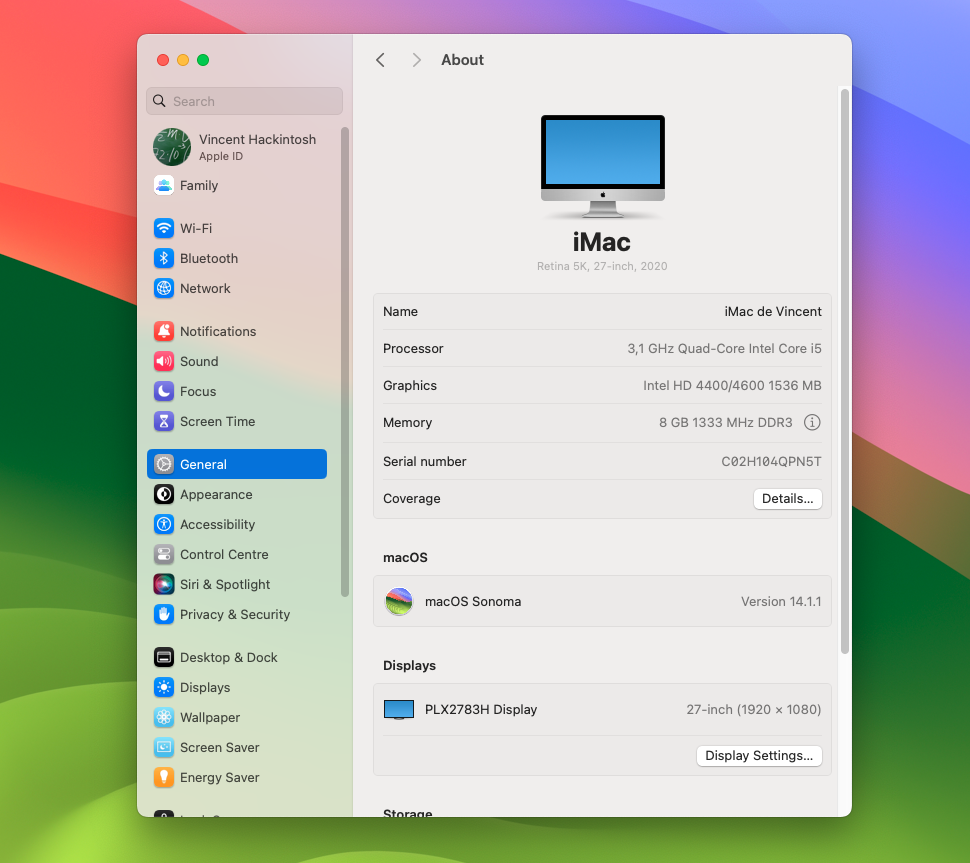 About
Search
Vincent Hackintosh
Apple ID
Family
Wi-Fi
Bluetooth
Network
Notifications
Sound
Focus
Screen Time
General
Appearance
Accessibility
Control Centre
Siri & Spotlight
Privacy & Security
Desktop & Dock
Displays
Wallpaper
Screen Saver
Energy Saver
iMac
Retina 5K, 27-inch, 2020
Name iMac de Vincent
Processor 3,1 GHz Quad-Core Intel Core i5
Graphics Intel HD 4400/4600 1536 MB
Memory 8 GB 1333 MHz DDR3
Serial number C02H104QPN5T
Coverage Details...
macOS
macOS Sonoma Version 14.1.1
Displays
PLX2783H Display 27-inch (1920 × 1080)
Display Settings...
Storage